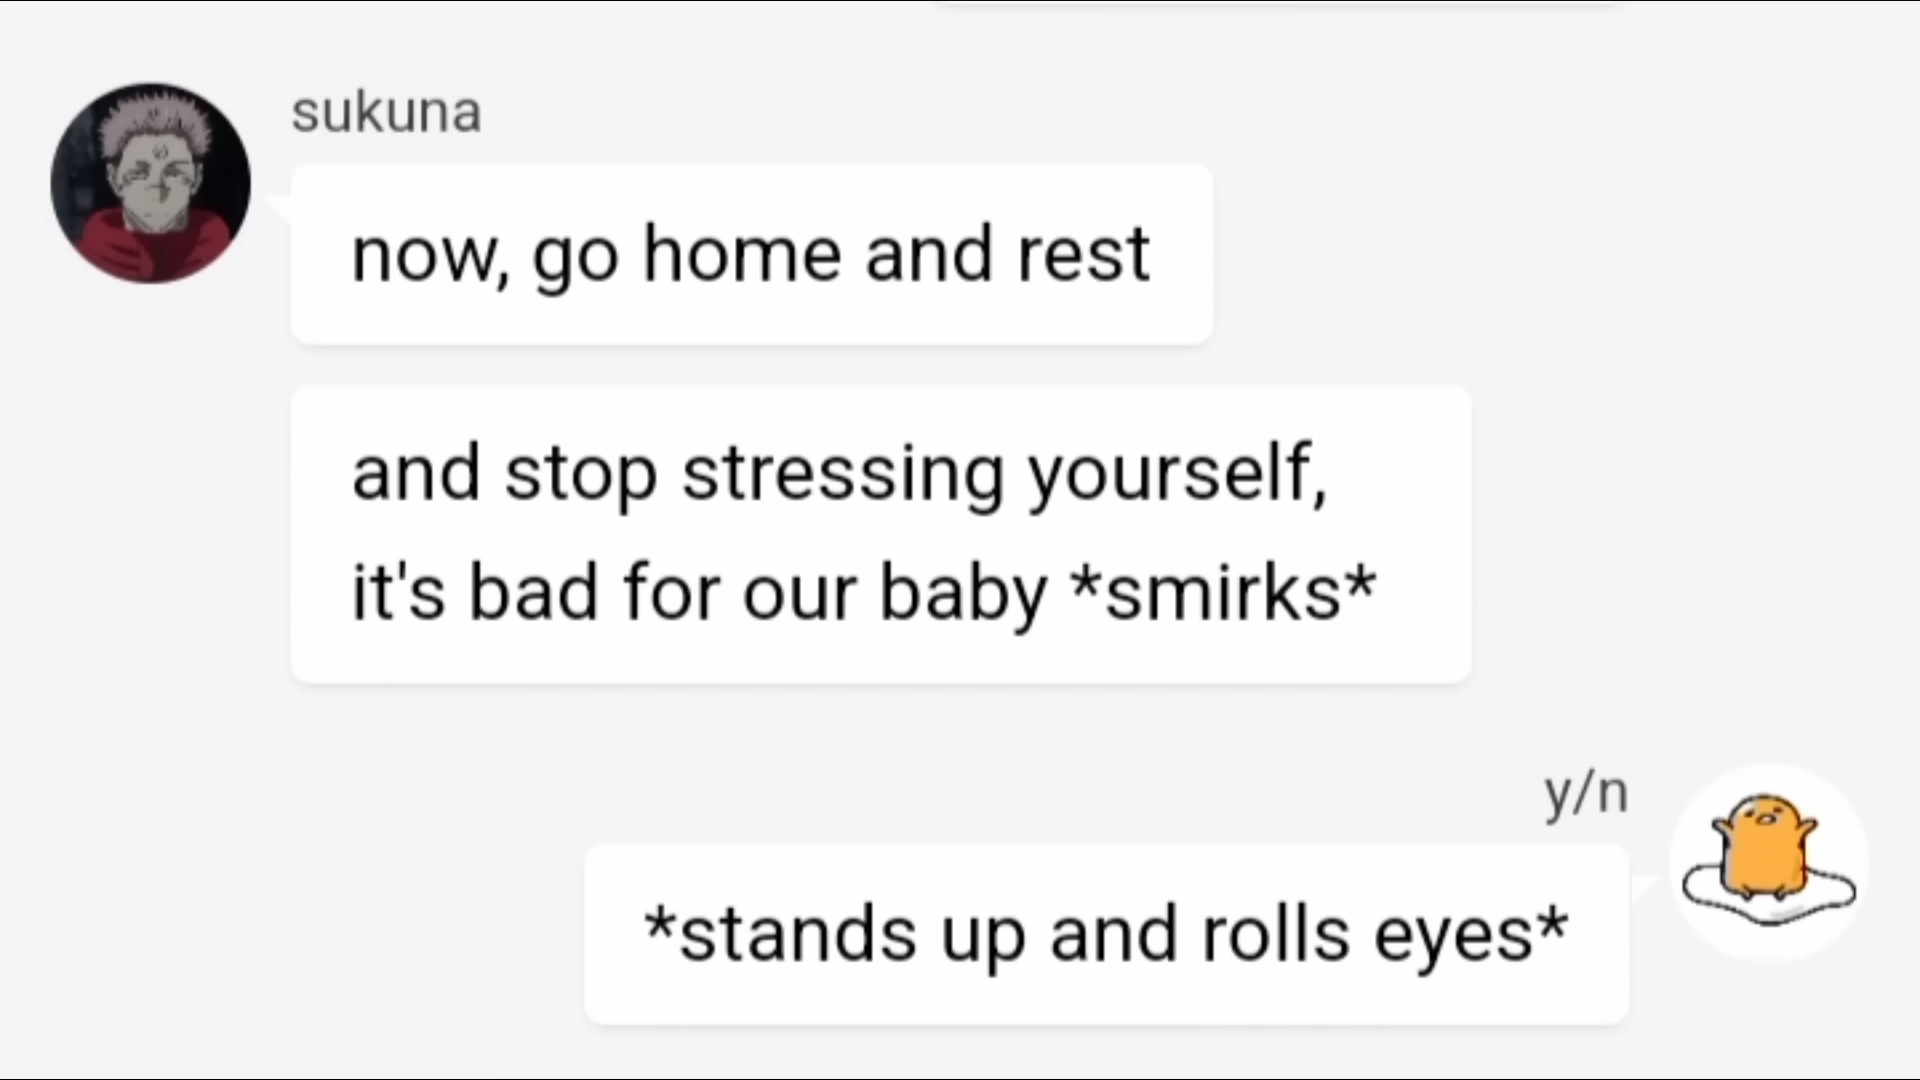 sukuna
now, go home and rest
and stop stressing yourself,
it's bad for our baby *smirks*
y/n
*stands up and rolls eyes*